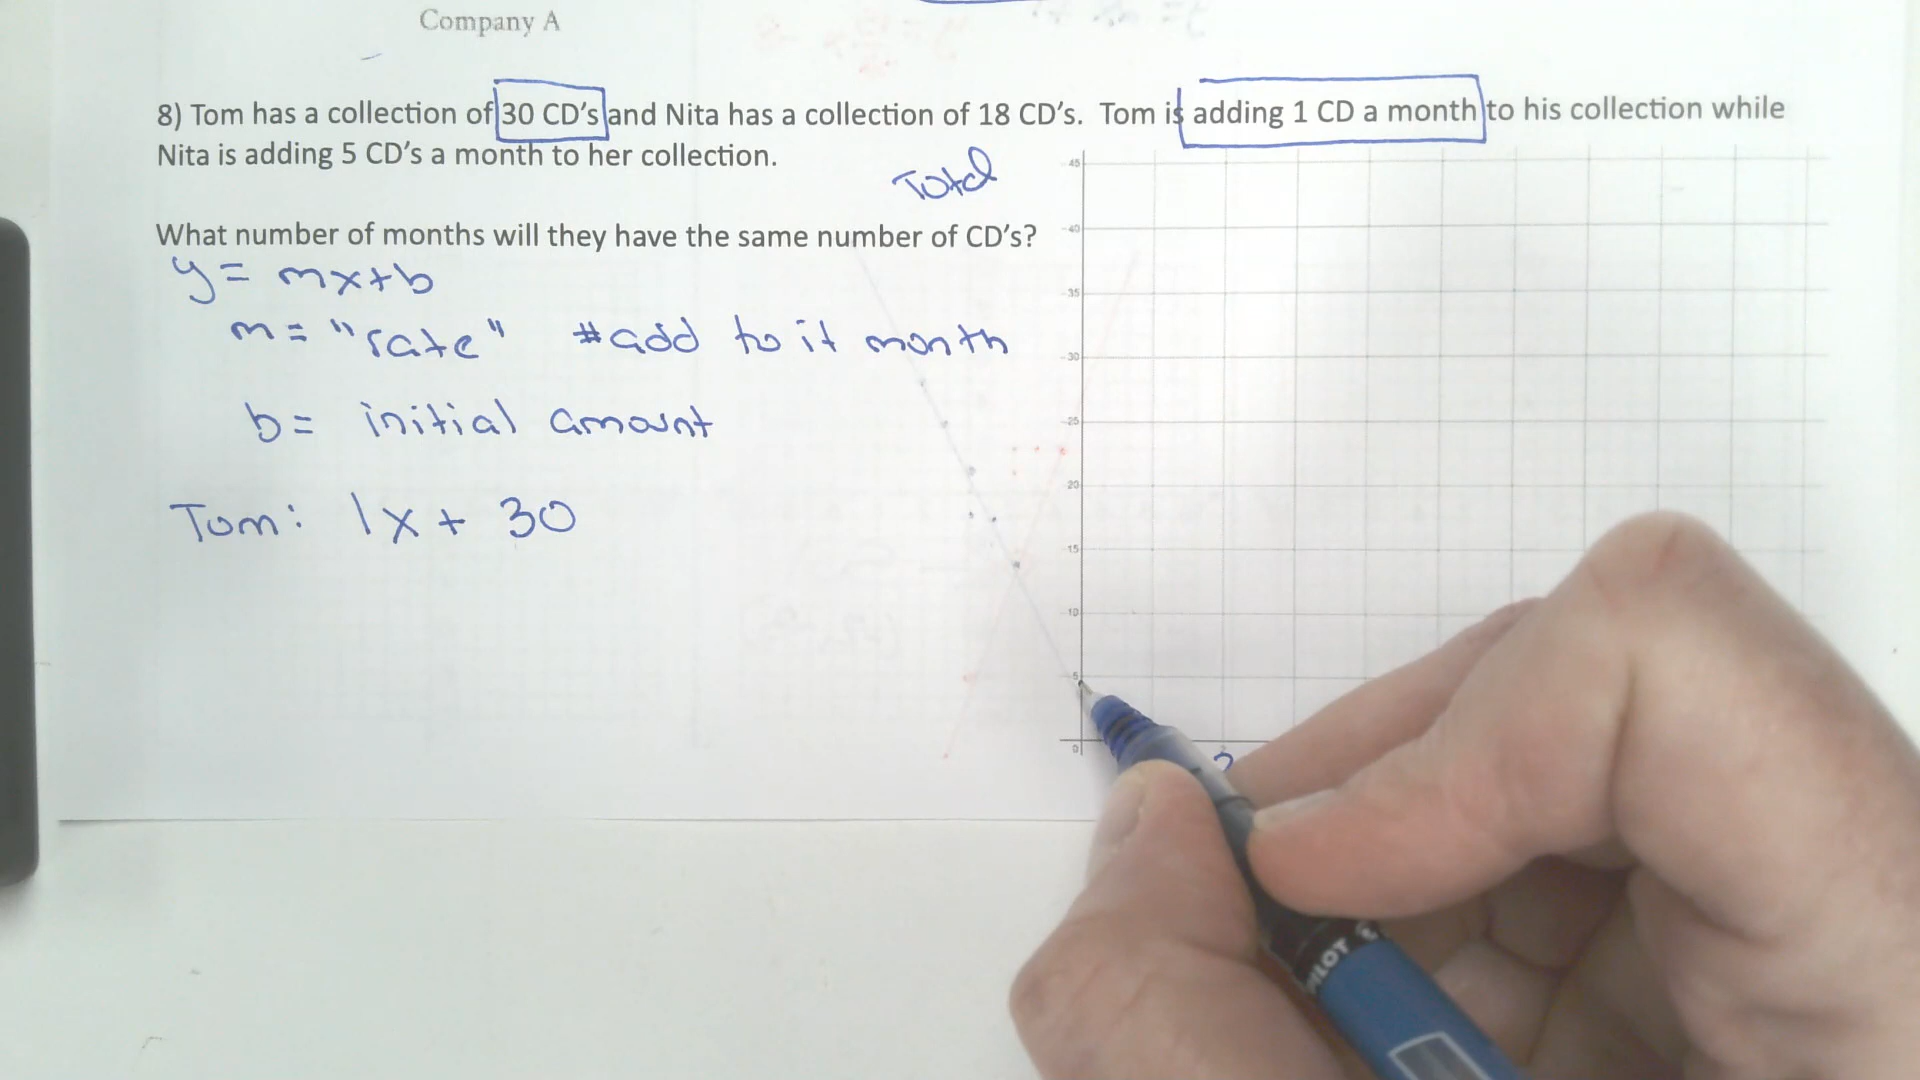 Company A
8) Tom has a collection of 30 CD's and Nita has a collection of 18 CD's. Tom is adding 1 CD a month to his collection while
Nita is adding 5 CD's a month to her collection.
Total
What number of months will they have the same number of CD's?
y = mx+b
m = "rate" #add to it month
b = initial amount
Tom: 1x + 30
45
40
35
30
25
20
15
10
5
0
2
PILOT